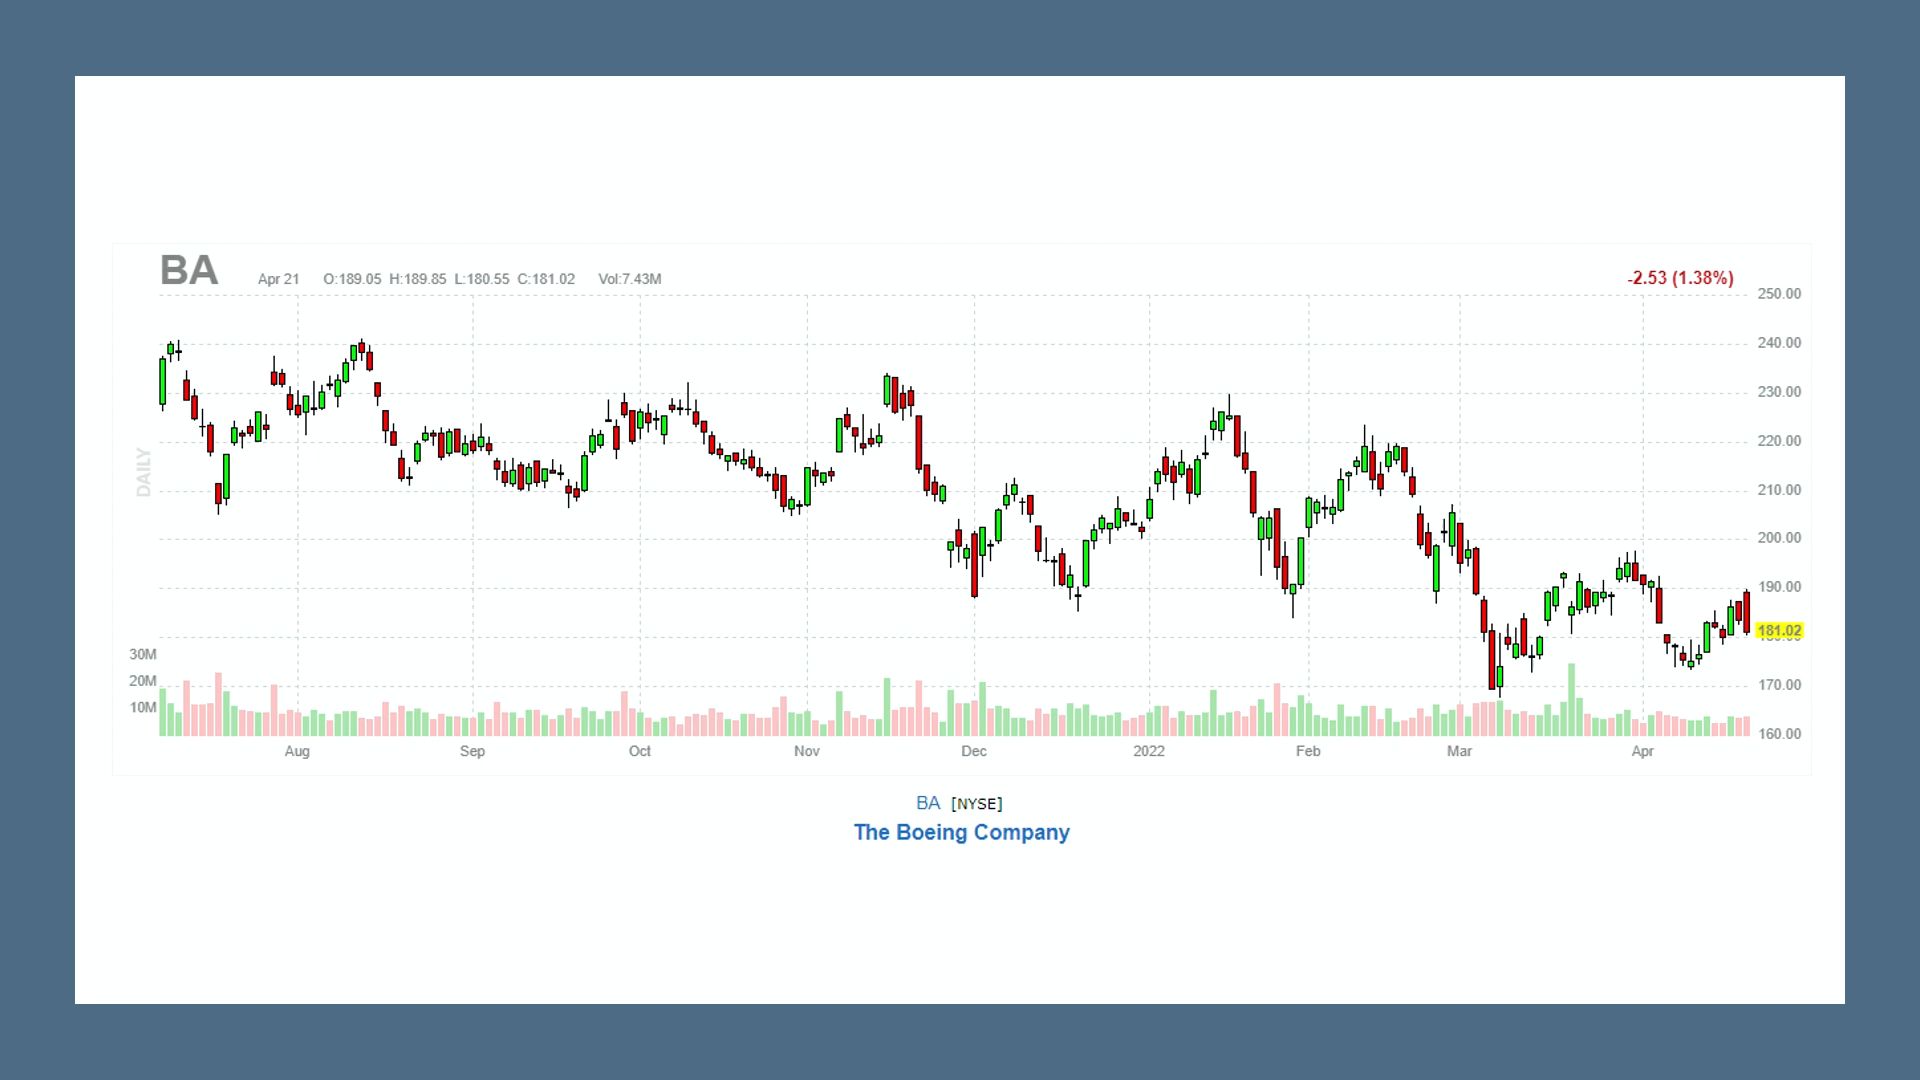 BA Apr 21 O:189.05 H:189.85 L:180.55 C:181.02 Vol:7.43M -2.53 (1.38%)
250.00
240.00
230.00
220.00
210.00
200.00
190.00
181.02
170.00
160.00
DAILY
30M
20M
10M
Aug Sep Oct Nov Dec 2022 Feb Mar Apr
BA [NYSE]
The Boeing Company